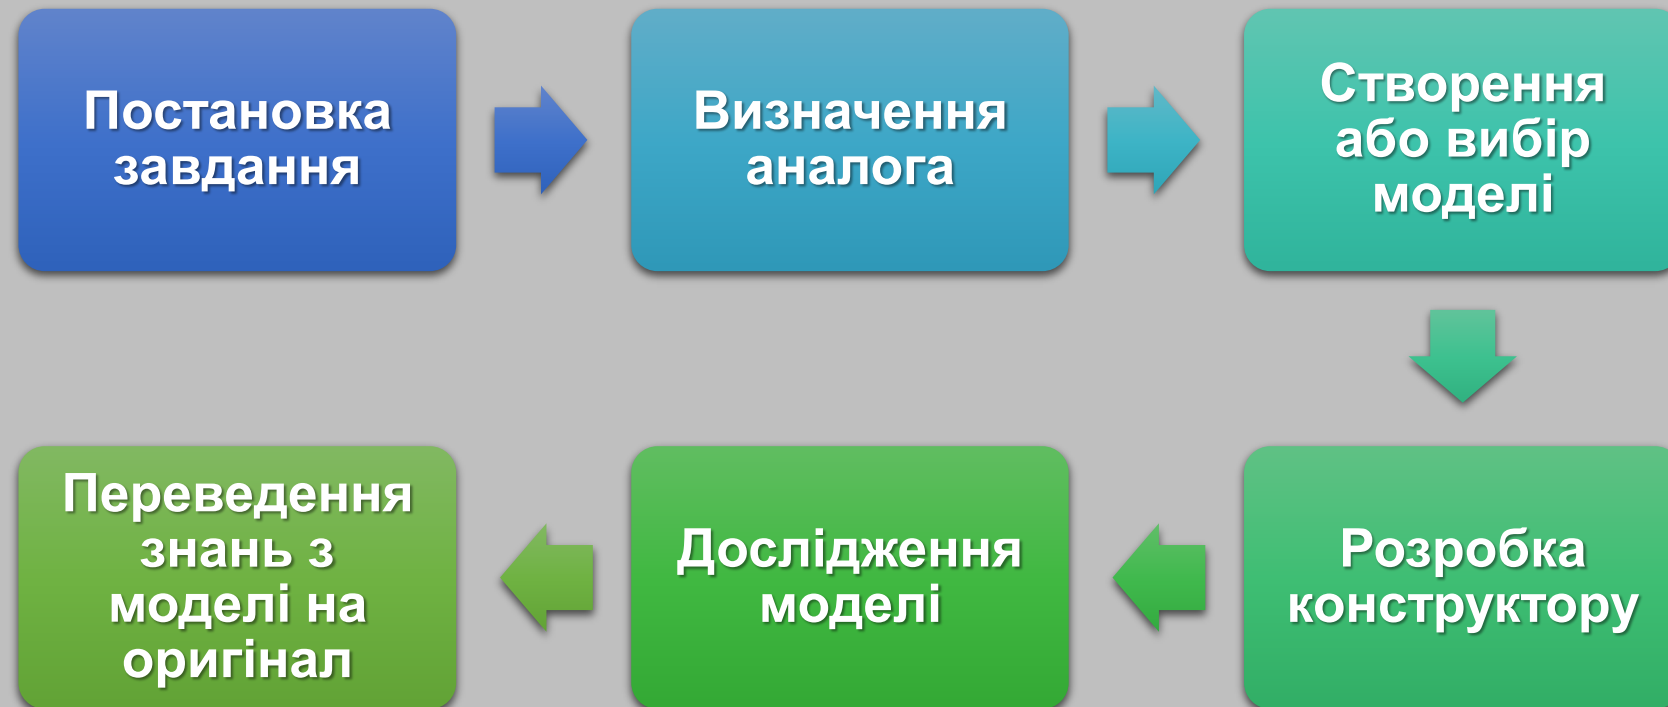 Постановка
завдання
Визначення
аналога
Створення
або вибір
моделі
Розробка
конструктору
Дослідження
моделі
Переведення
знань з
моделі на
оригінал